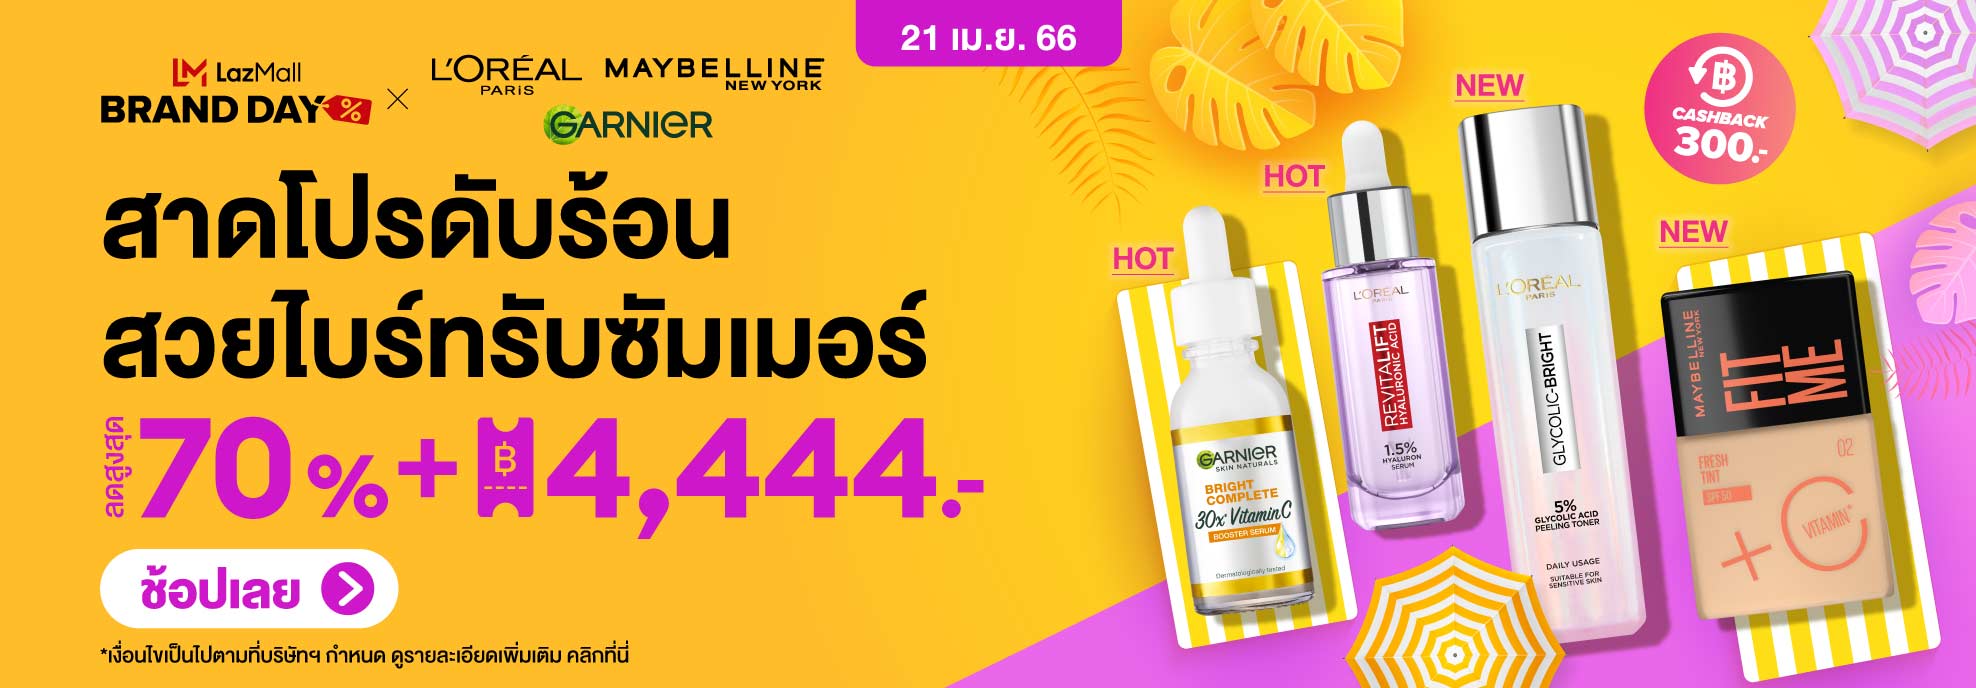 21 เม.ย. 66
LazMall
BRAND DAY %
×
L'ORÉAL
PARIS
MAYBELLINE
NEW YORK
GARNIER
สาดโปรดับร้อน
สวยไบร์ทรับซัมเมอร์
ลดสูงสุด
70%+ ฿ 4,444.-
ช้อปเลย
*เงื่อนไขเป็นไปตามที่บริษัทฯ กำหนด ดูรายละเอียดเพิ่มเติม คลิกที่นี่
HOT
GARNIER
SKIN NATURALS
BRIGHT
COMPLETE
30x* Vitamin C
BOOSTER SERUM
Dermatologically tested
HOT
L'ORÉAL
PARIS
REVITALIFT
HYALURONIC ACID
1.5%
HYALURON
SERUM
NEW
L'ORÉAL
PARIS
GLYCOLIC-BRIGHT
5%
GLYCOLIC ACID
PEELING TONER
DAILY USAGE
SUITABLE FOR
SENSITIVE SKIN
฿
CASHBACK
300.-
NEW
MAYBELLINE
NEW YORK
FIT
ME
02
FRESH
TINT
SPF 50
+ C
VITAMIN*